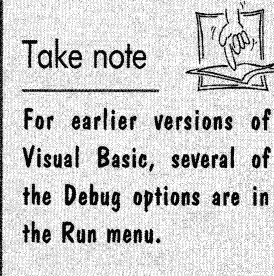 Take note
For earlier versions of
Visual Basic, several of
the Debug options are in
the Run menu.